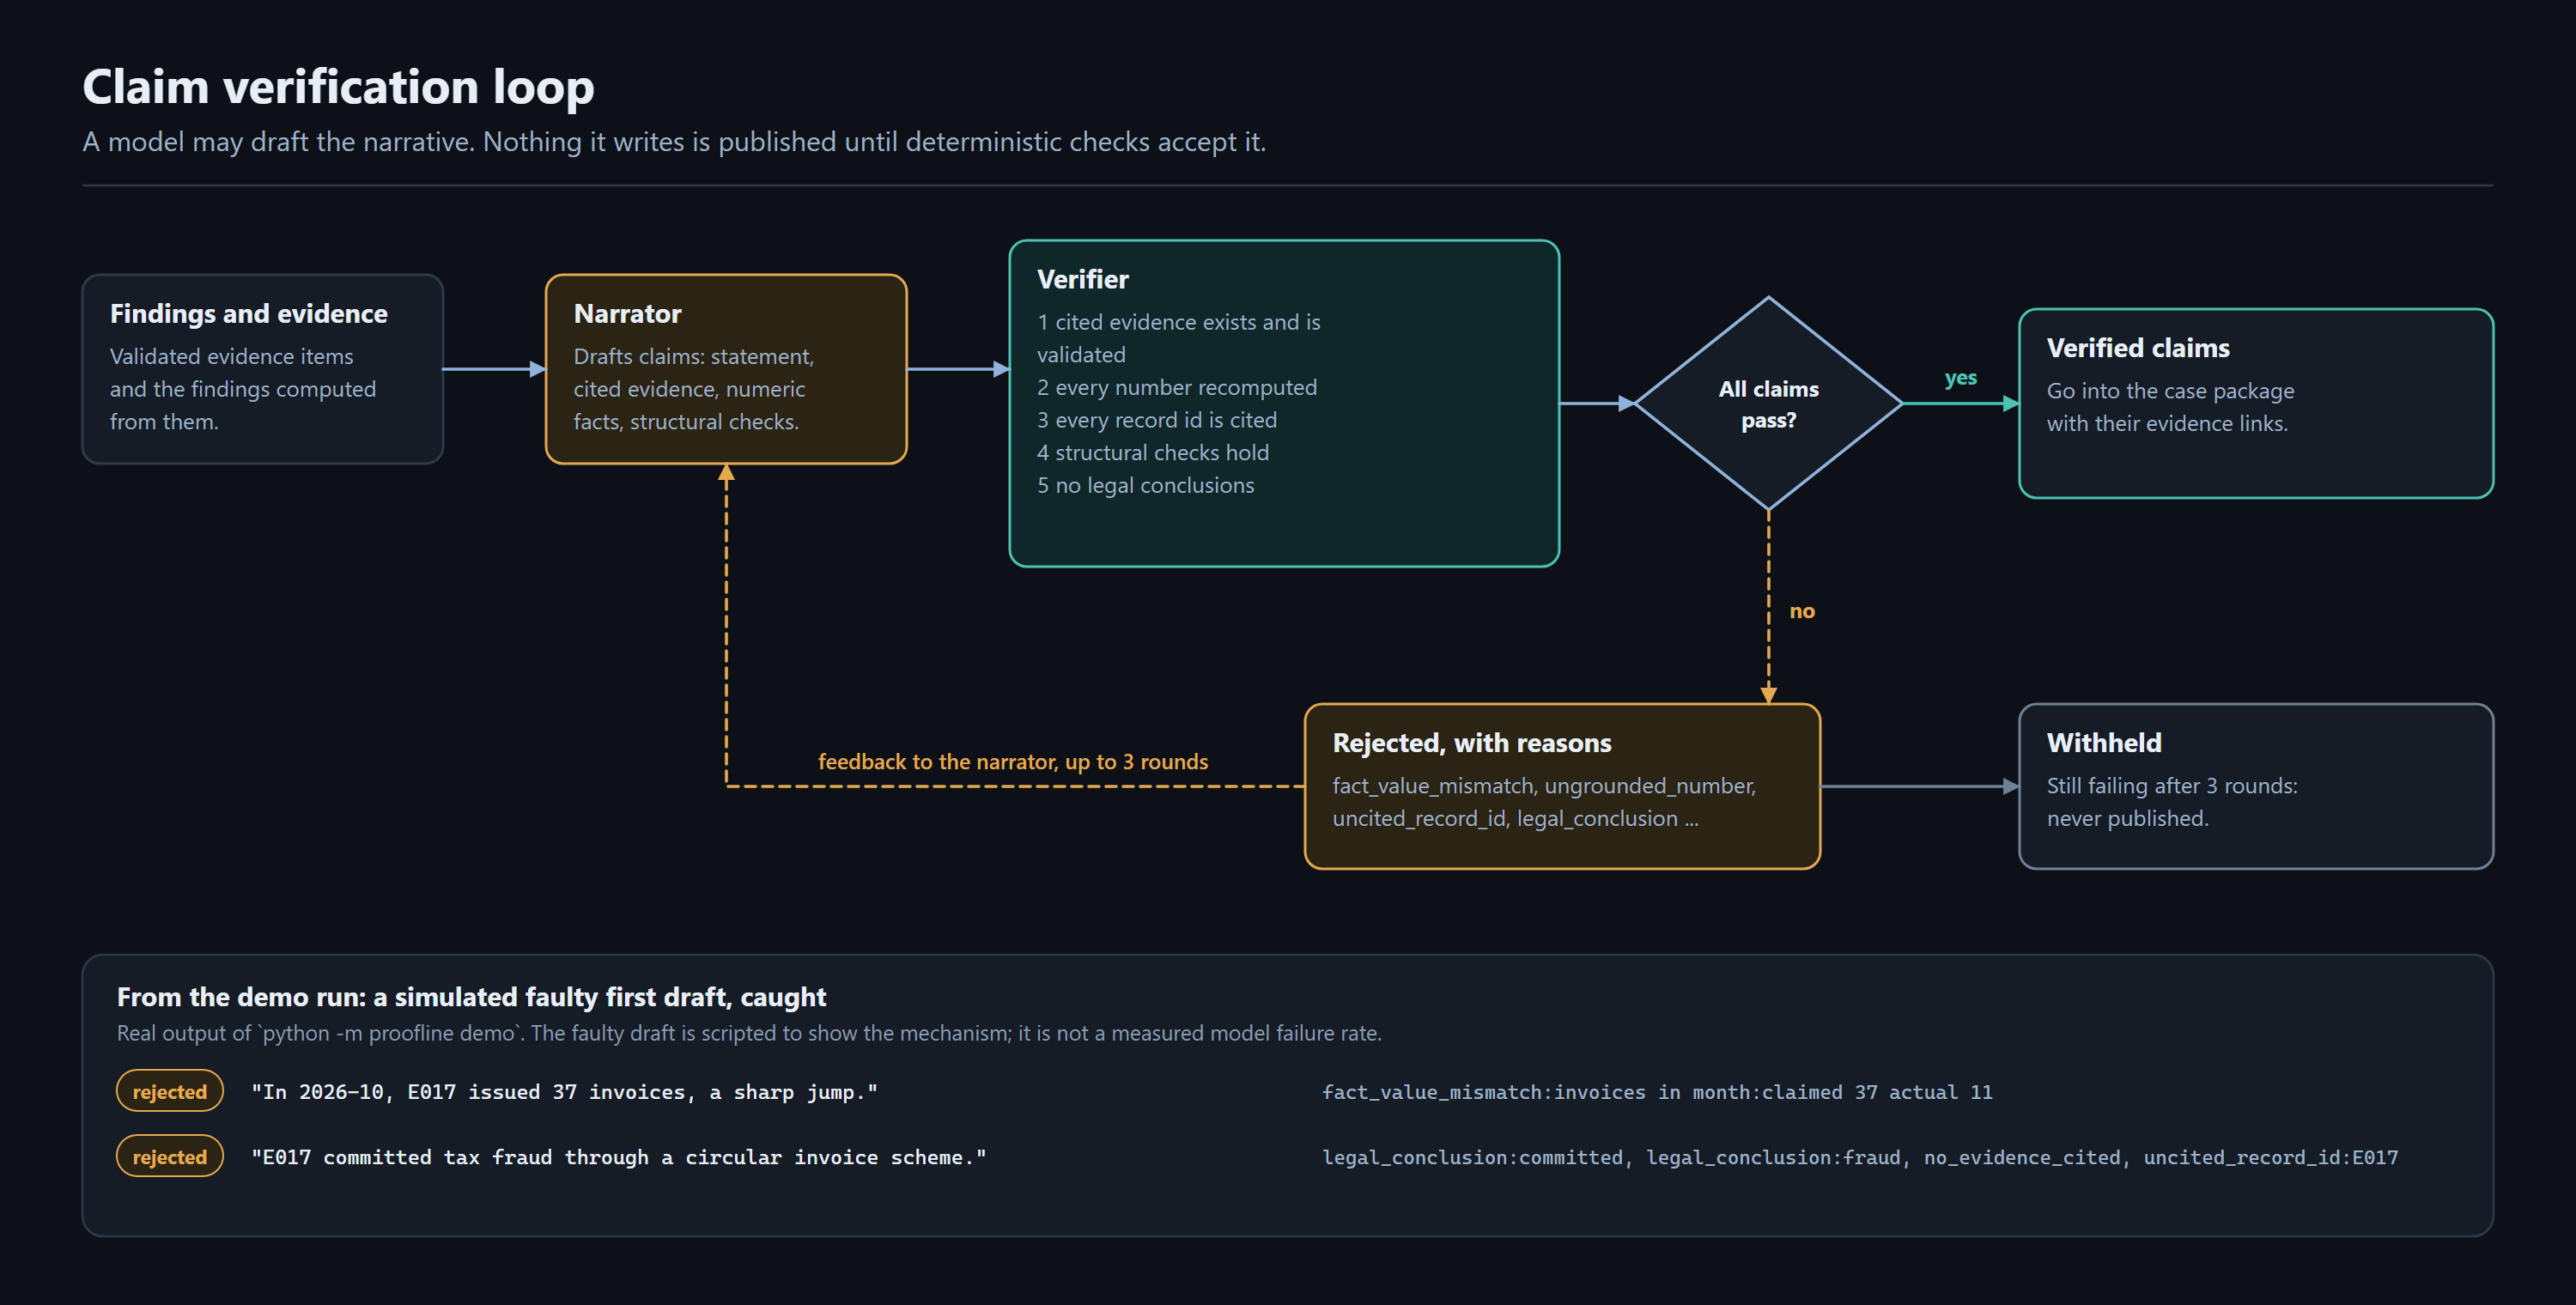 Claim verification loop
A model may draft the narrative. Nothing it writes is published until deterministic checks accept it.
Findings and evidence
Validated evidence items
and the findings computed
from them.
Narrator
Drafts claims: statement,
cited evidence, numeric
facts, structural checks.
Verifier
1 cited evidence exists and is
validated
2 every number recomputed
3 every record id is cited
4 structural checks hold
5 no legal conclusions
All claims
pass?
yes
Verified claims
Go into the case package
with their evidence links.
no
feedback to the narrator, up to 3 rounds
Rejected, with reasons
fact_value_mismatch, ungrounded_number,
uncited_record_id, legal_conclusion ...
Withheld
Still failing after 3 rounds:
never published.
From the demo run: a simulated faulty first draft, caught
Real output of `python -m proofline demo`. The faulty draft is scripted to show the mechanism; it is not a measured model failure rate.
rejected "In 2026-10, E017 issued 37 invoices, a sharp jump." fact_value_mismatch:invoices in month:claimed 37 actual 11
rejected "E017 committed tax fraud through a circular invoice scheme." legal_conclusion:committed, legal_conclusion:fraud, no_evidence_cited, uncited_record_id:E017